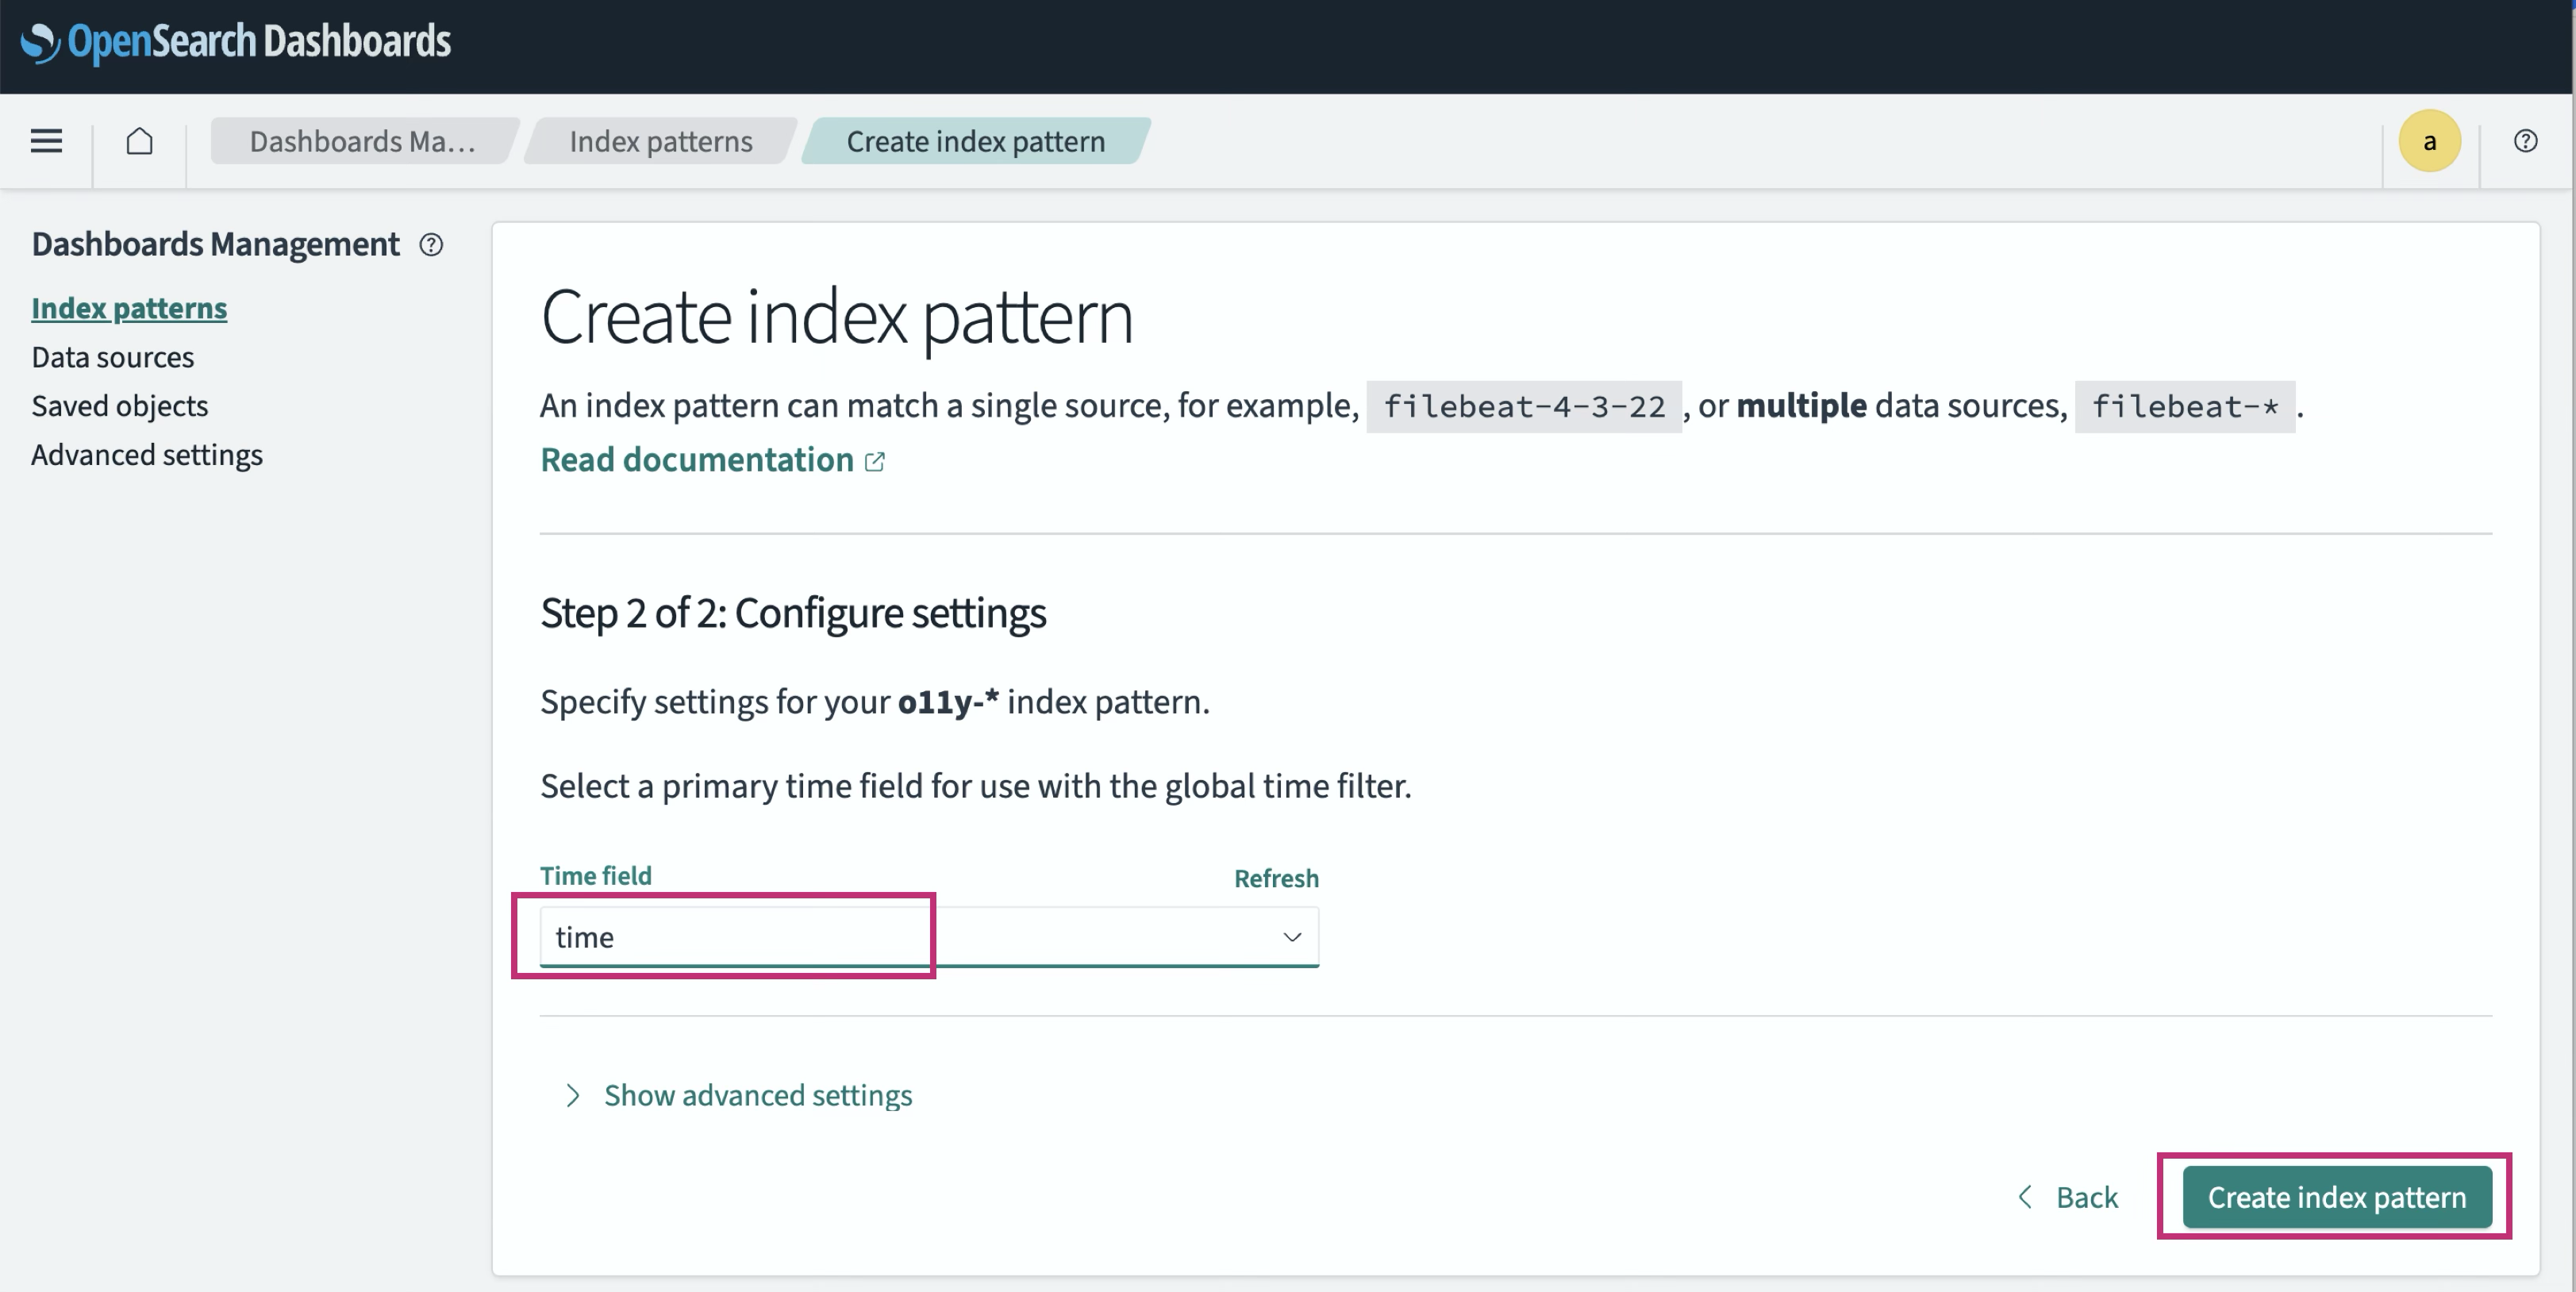 OpenSearch Dashboards
Dashboards Ma...
Index patterns
Create index pattern
a
Dashboards Management
Index patterns
Data sources
Saved objects
Advanced settings
Create index pattern
An index pattern can match a single source, for example, filebeat-4-3-22 , or multiple data sources, filebeat-* .
Read documentation
Step 2 of 2: Configure settings
Specify settings for your o11y-* index pattern.
Select a primary time field for use with the global time filter.
Time field
Refresh
time
Show advanced settings
Back
Create index pattern